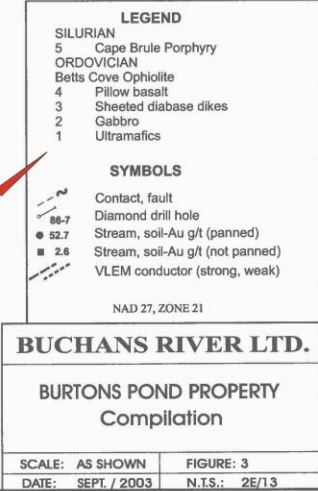 LEGEND
SILURIAN
5 Cape Brule Porphyry
ORDOVICIAN
Betts Cove Ophiolite
4 Pillow basalt
3 Sheeted diabase dikes
2 Gabbro
1 Ultramafics
SYMBOLS
Contact, fault
86-7 Diamond drill hole
52.7 Stream, soil-Au g/t (panned)
2.6 Stream, soil-Au g/t (not panned)
VLEM conductor (strong, weak)
NAD 27, ZONE 21
BUCHANS RIVER LTD.
BURTONS POND PROPERTY
Compilation
SCALE: AS SHOWN FIGURE: 3
DATE: SEPT. / 2003 N.T.S.: 2E/13